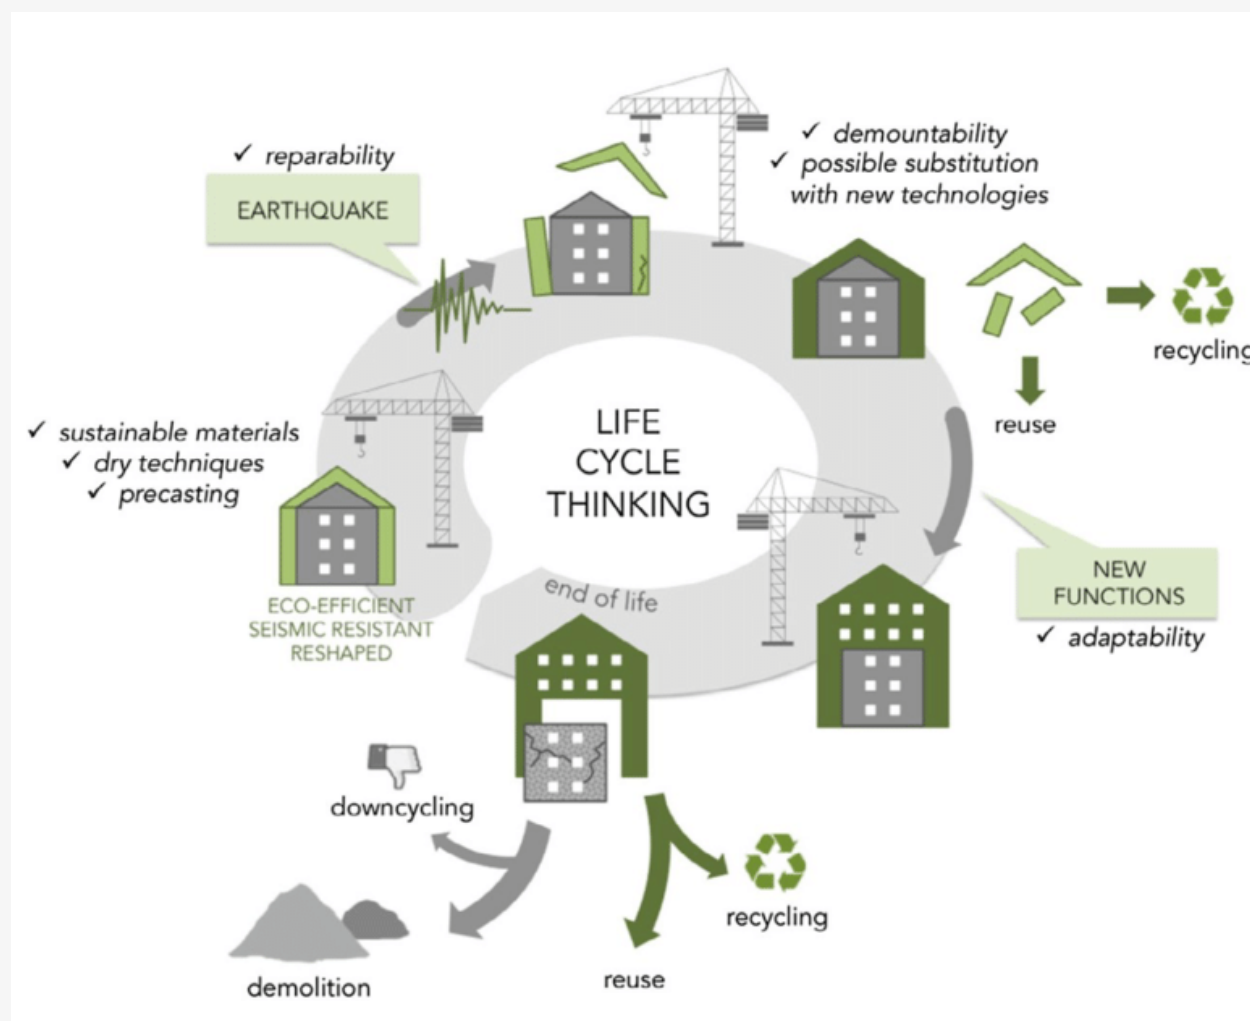 ✓ reparability
EARTHQUAKE
✓ demountability
✓ possible substitution
with new technologies
recycling
reuse
✓ sustainable materials
✓ dry techniques
✓ precasting
LIFE
CYCLE
THINKING
ECO-EFFICIENT
SEISMIC RESISTANT
RESHAPED
end of life
NEW
FUNCTIONS
✓ adaptability
downcycling
recycling
reuse
demolition